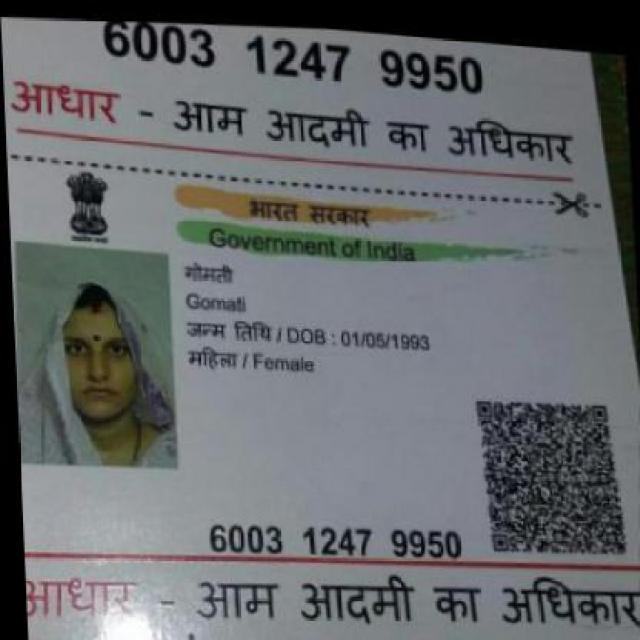 6003 1247 9950
आधार - आम आदमी का अधिकार
भारत सरकार
Government of India
गोमती
Gomati
जन्म तिथि / DOB : 01/05/1993
महिला / Female
6003 1247 9950
आधार - आम आदमी का अधिकार